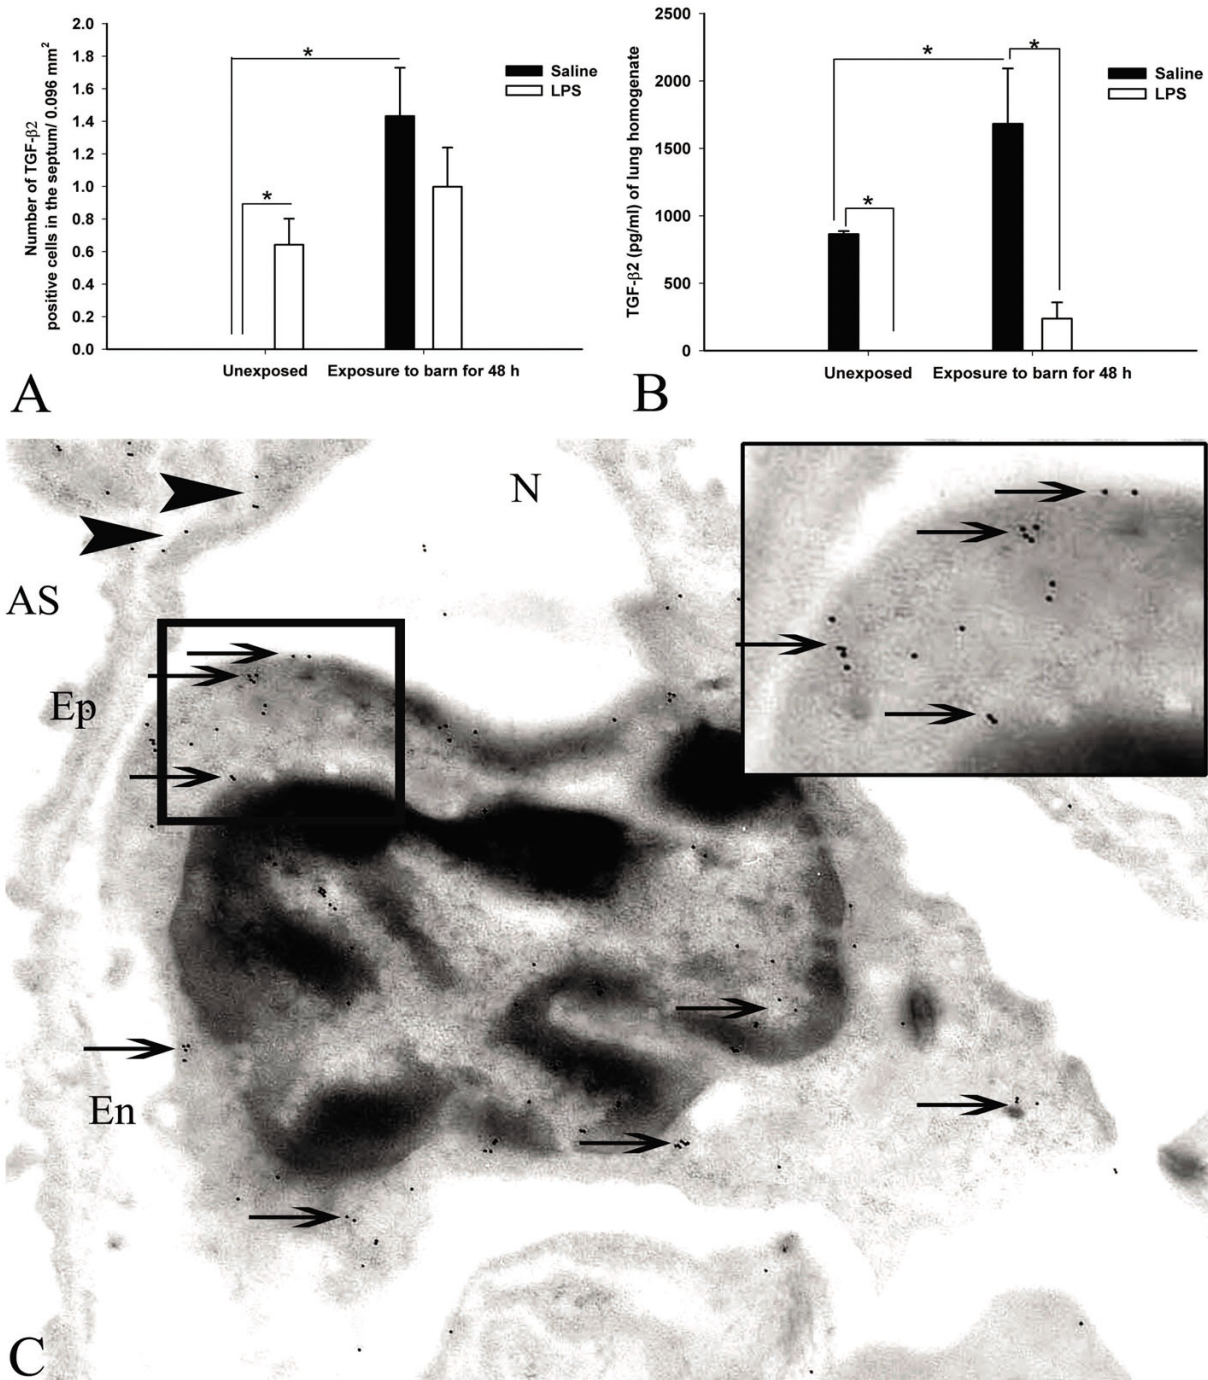 2.0
1.8
1.6
1.4
1.2
1.0
0.8
0.6
0.4
0.2
0.0
Number of TGF-β2
positive cells in the septum/ 0.096 mm²
*
*
Saline
LPS
Unexposed
Exposure to barn for 48 h
A
2500
2000
1500
1000
500
0
TGF-β2 (pg/ml) of lung homogenate
*
*
*
Saline
LPS
Unexposed
Exposure to barn for 48 h
B
N
AS
Ep
En
C